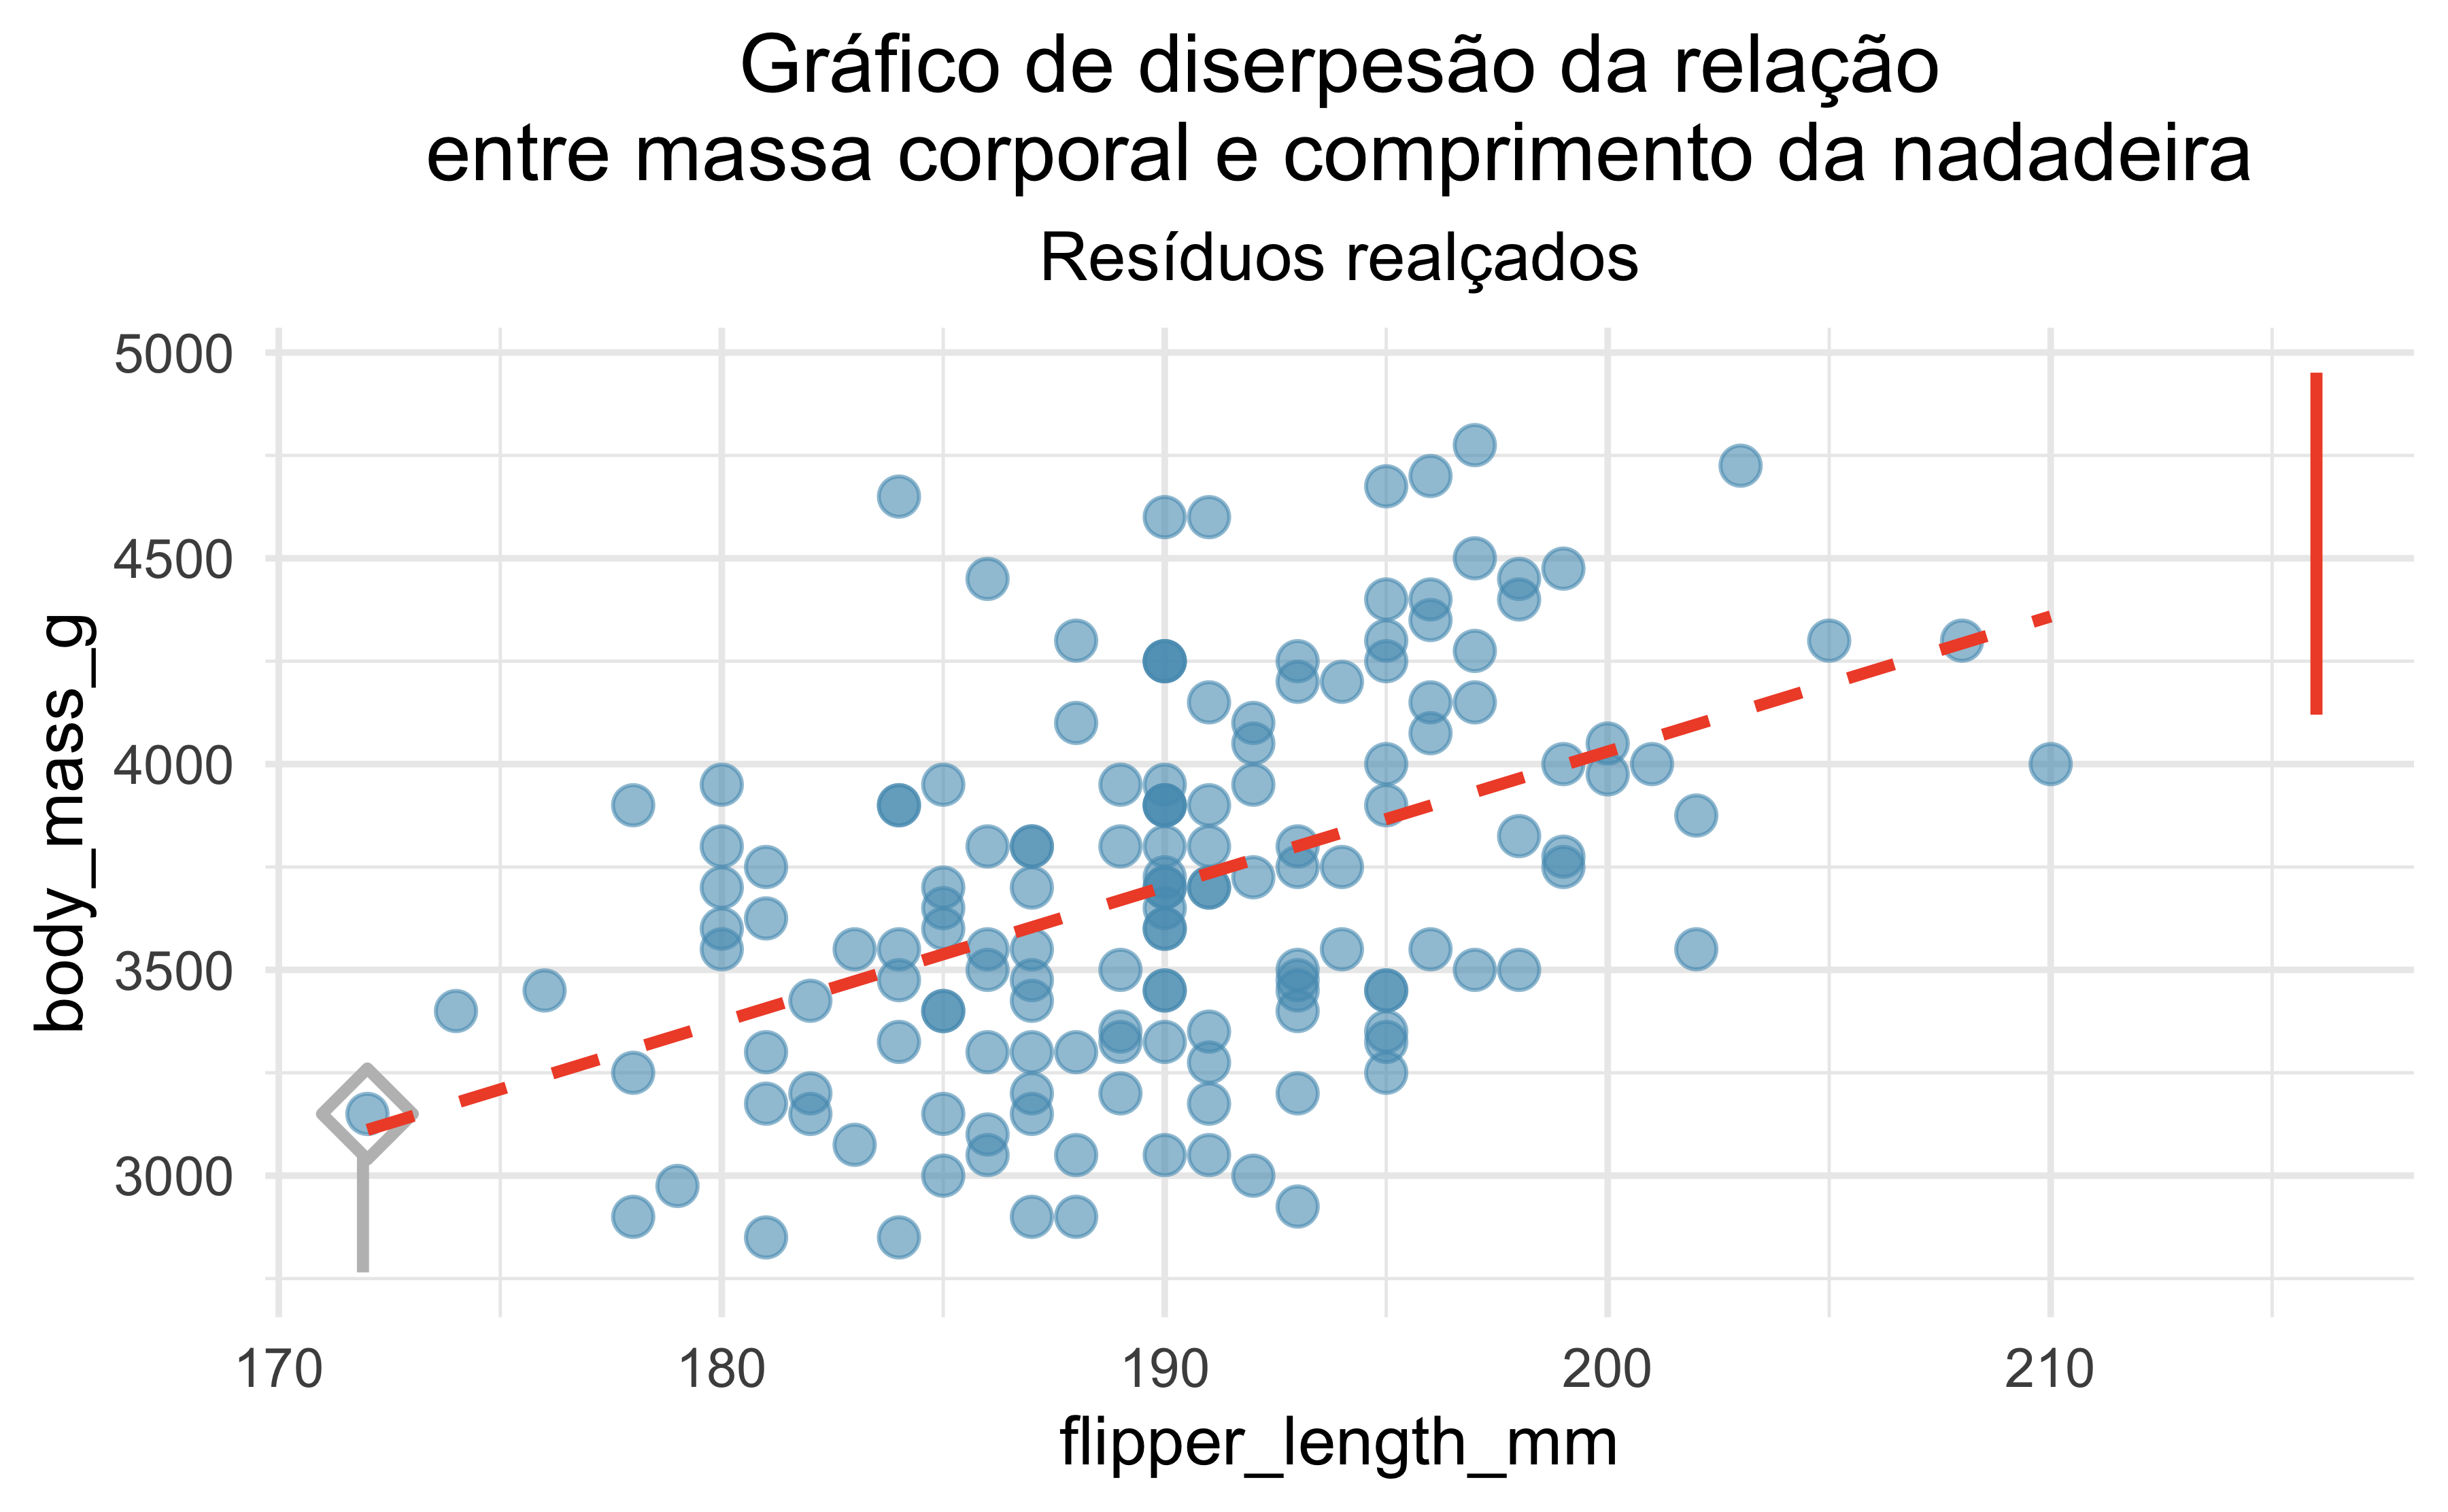 Gráfico de diserpesão da relação
entre massa corporal e comprimento da nadadeira
Resíduos realçados
5000
4500
4000
3500
3000
body_mass_g
170
180
190
200
210
flipper_length_mm